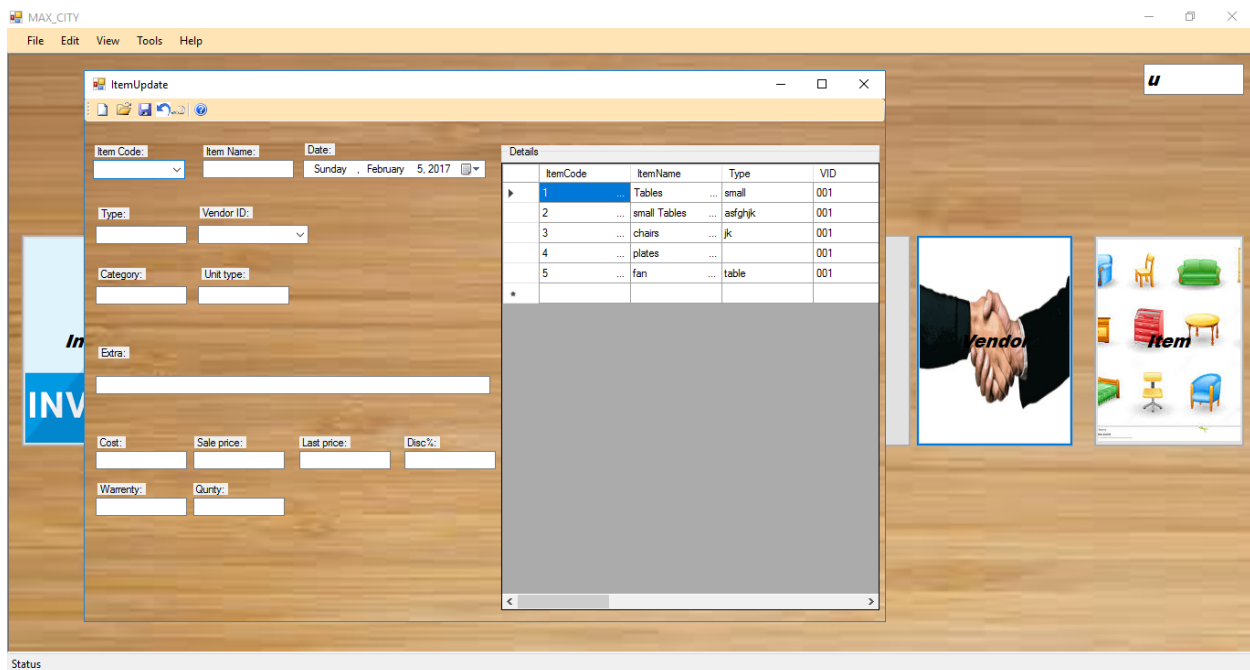 MAX_CITY
File Edit View Tools Help
u
ItemUpdate
Item Code: Item Name: Date:
Sunday , February 5, 2017
Type: Vendor ID:
Category: Unit type:
Extra:
Cost: Sale price: Last price: Disc%:
Warrenty: Qunty:
Details
ItemCode ItemName Type VID
1 ... Tables ... small 001
2 ... small Tables ... asfghjk 001
3 ... chairs ... jk 001
4 ... plates ... 001
5 ... fan ... table 001
In
INV
Vendor
Item
Status